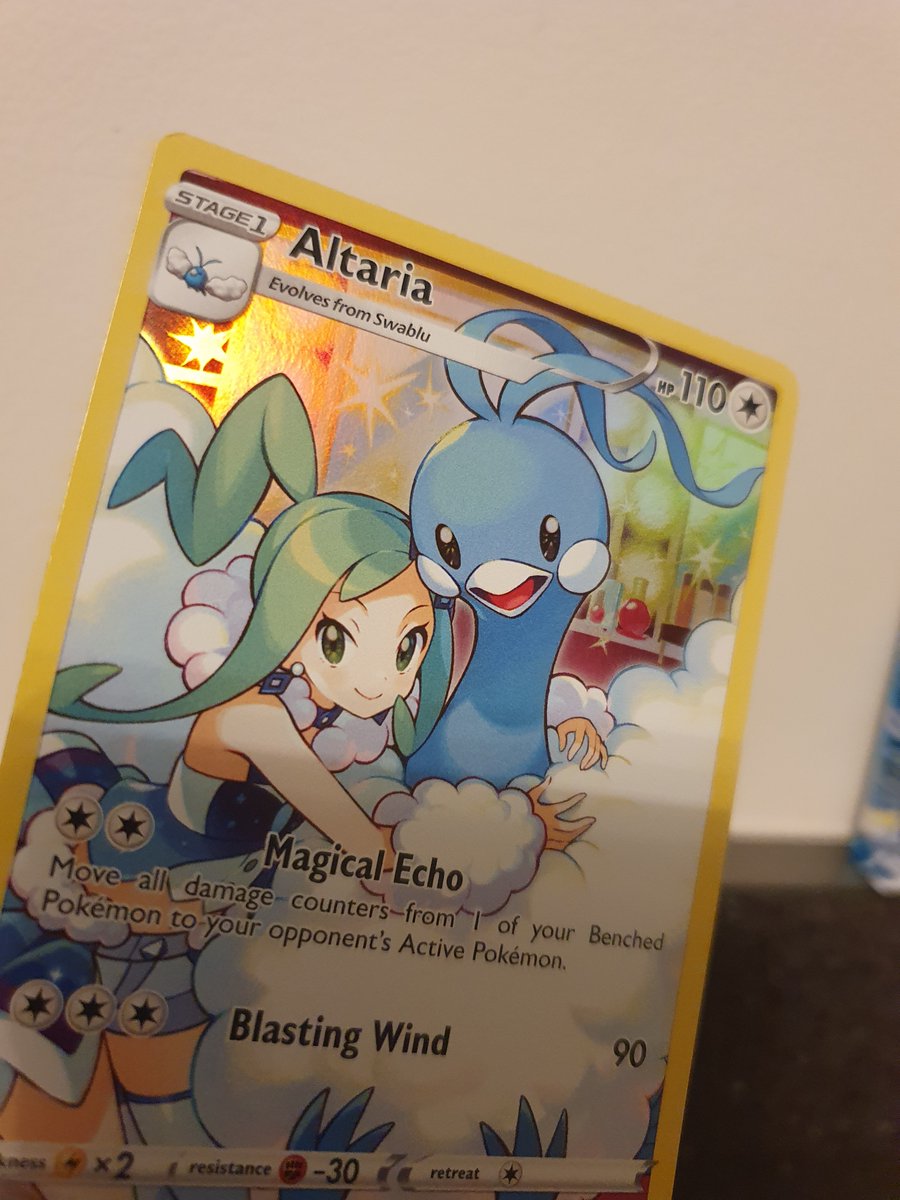 STAGE1
Altaria
Evolves from Swablu
HP 110
Magical Echo
Move all damage counters from 1 of your Benched
Pokémon to your opponent's Active Pokémon.
Blasting Wind 90
kness ×2 resistance -30 retreat